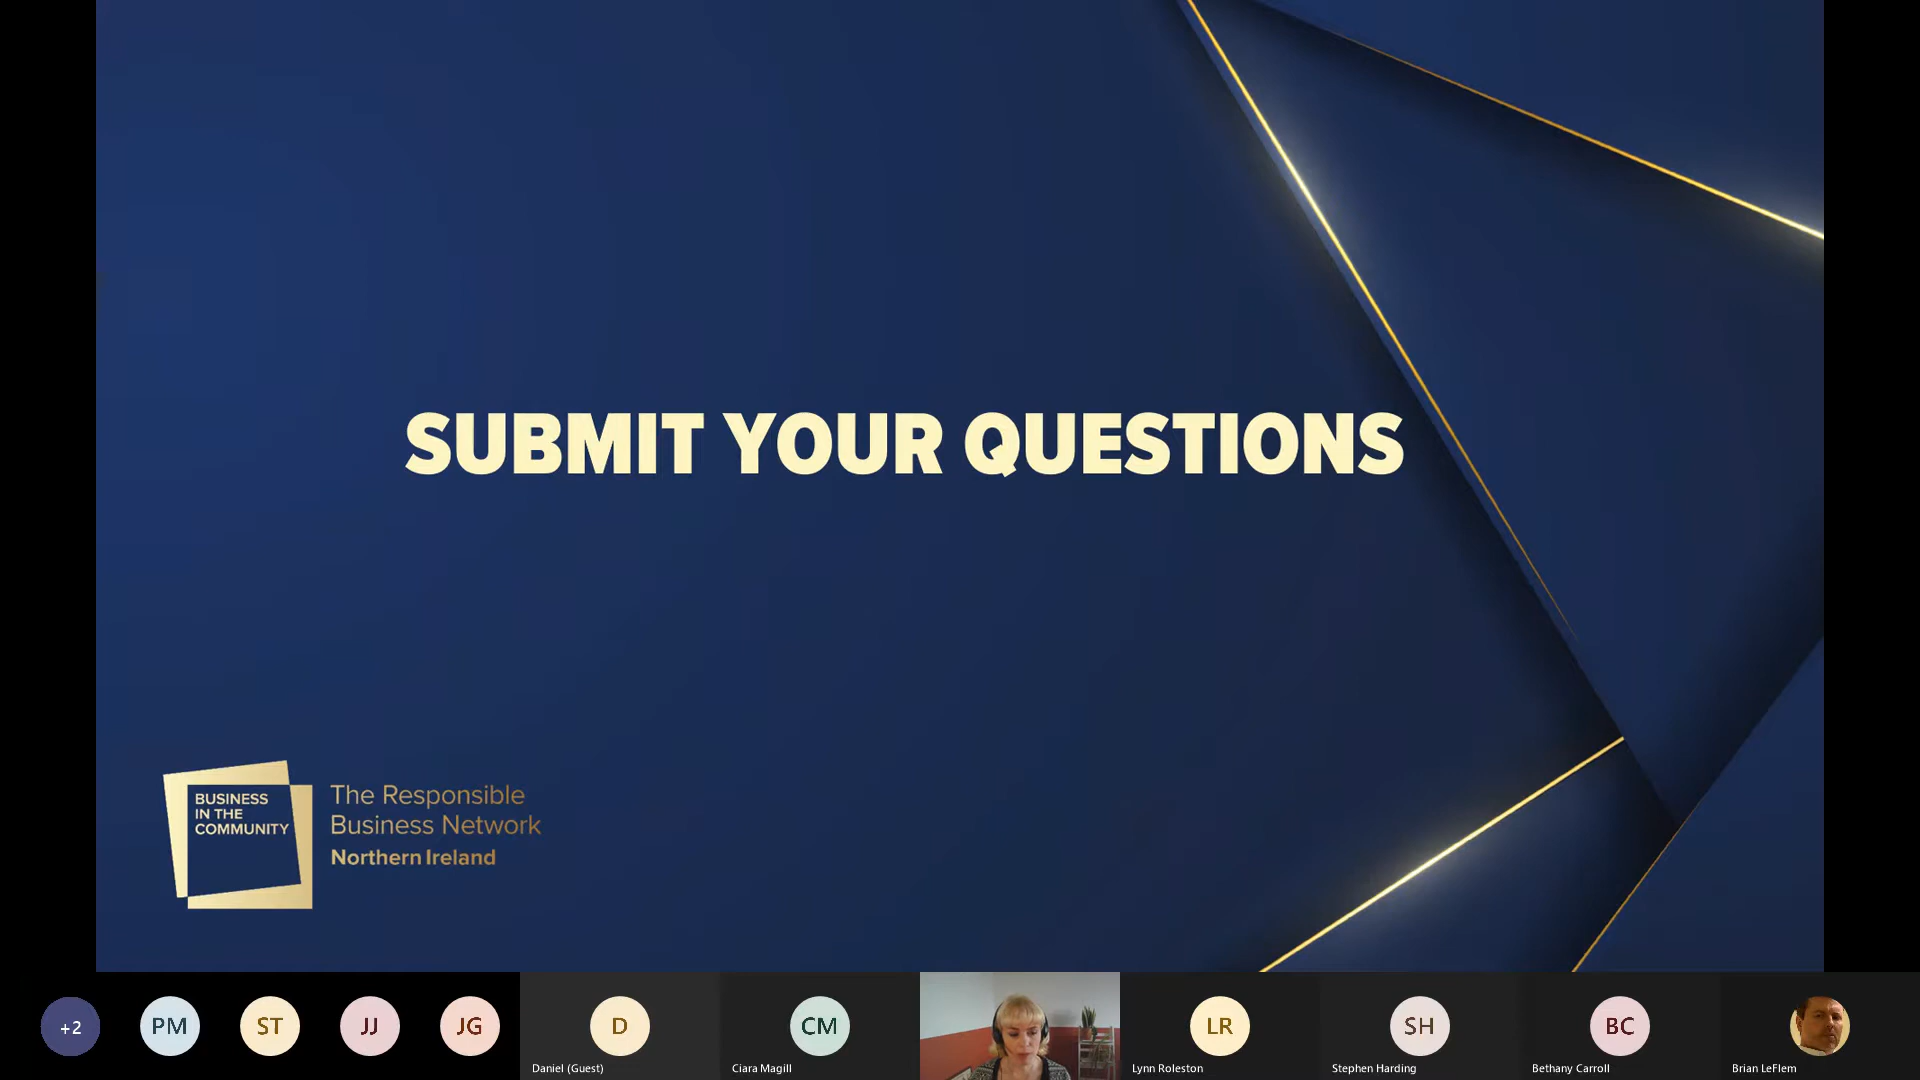 SUBMIT YOUR QUESTIONS
BUSINESS
IN THE
COMMUNITY
The Responsible
Business Network
Northern Ireland
+2
PM
ST
JJ
JG
D
Daniel (Guest)
CM
Ciara Magill
LR
Lynn Roleston
SH
Stephen Harding
BC
Bethany Carroll
Brian LeFlem